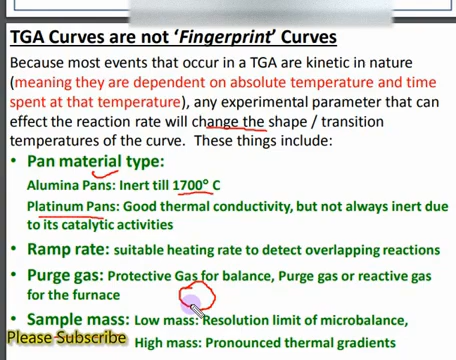 TGA Curves are not ‘Fingerprint’ Curves
Because most events that occur in a TGA are kinetic in nature
(meaning they are dependent on absolute temperature and time
spent at that temperature), any experimental parameter that can
effect the reaction rate will change the shape / transition
temperatures of the curve. These things include:
• Pan material type:
Alumina Pans: Inert till 1700° C
Platinum Pans: Good thermal conductivity, but not always inert due
to its catalytic activities
• Ramp rate: suitable heating rate to detect overlapping reactions
• Purge gas: Protective Gas for balance, Purge gas or reactive gas
for the furnace
• Sample mass: Low mass: Resolution limit of microbalance,
Please Subscribe
High mass: Pronounced thermal gradients